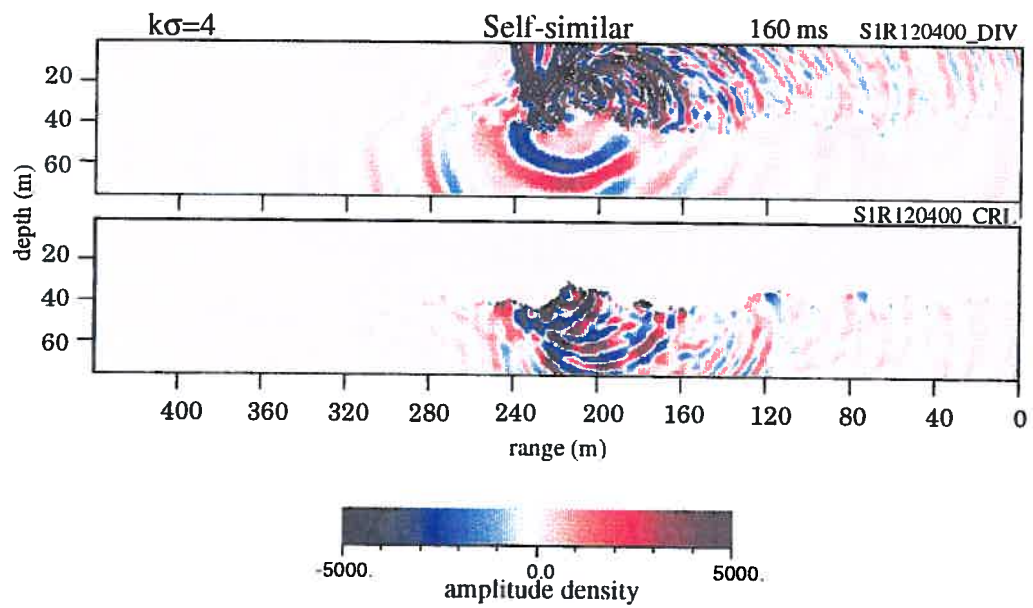 kσ=4 Self-similar 160 ms S1R120400_DIV
20
40
60
depth (m)
S1R120400_CRL
20
40
60
400 360 320 280 240 200 160 120 80 40 0
range (m)
-5000. 0.0 5000.
amplitude density